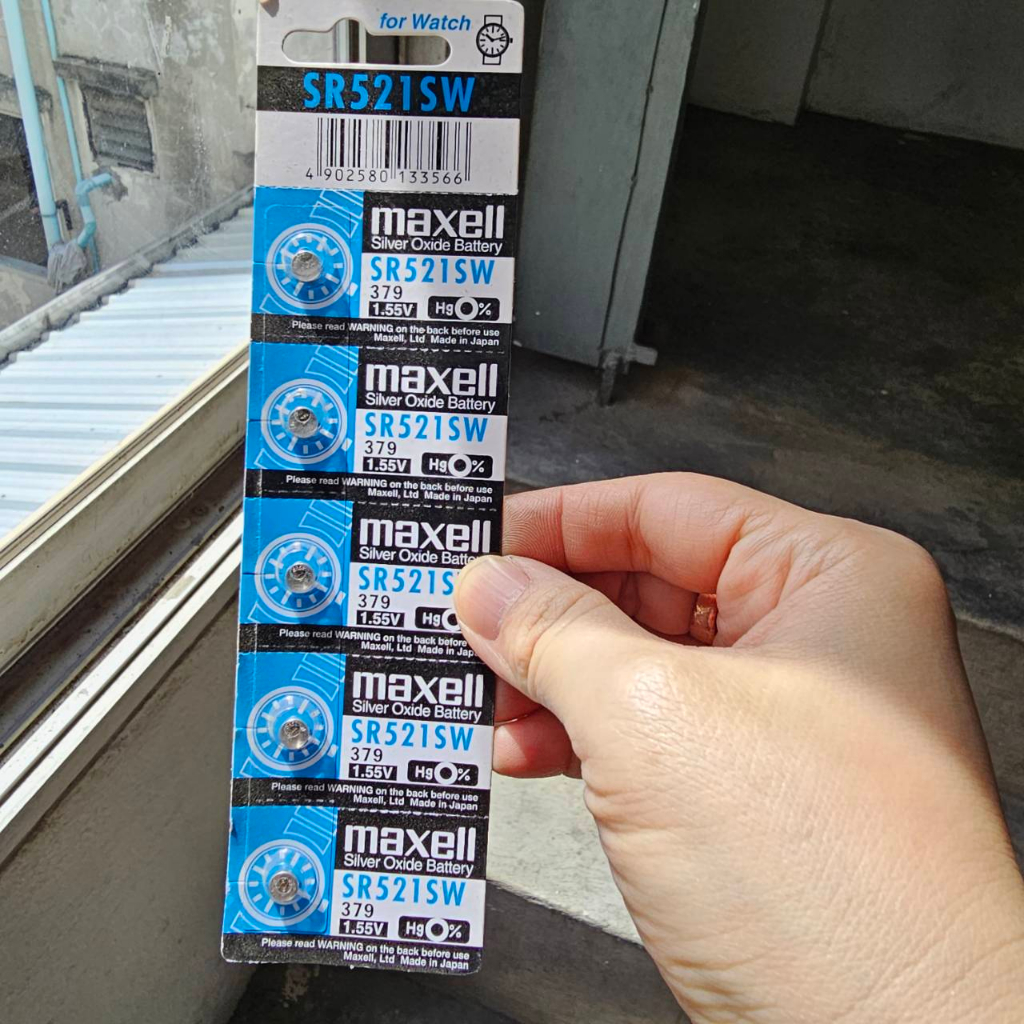 for Watch
SR521SW
4 902580 133566
maxell
Silver Oxide Battery
SR521SW
379
1.55V Hg0%
Please read WARNING on the back before use
Maxell, Ltd Made in Japan
maxell
Silver Oxide Battery
SR521SW
379
1.55V Hg0%
Please read WARNING on the back before use
Maxell, Ltd Made in Japan
maxell
Silver Oxide
SR521S
379
1.55V Hg
Please read WARNING on the back before
Maxell, Ltd Made in
maxell
Silver Oxide Battery
SR521SW
379
1.55V Hg0%
Please read WARNING on the back before use
Maxell, Ltd Made in Japan
maxell
Silver Oxide Battery
SR521SW
379
1.55V Hg0%
Please read WARNING on the back before use
Maxell, Ltd Made in Japan